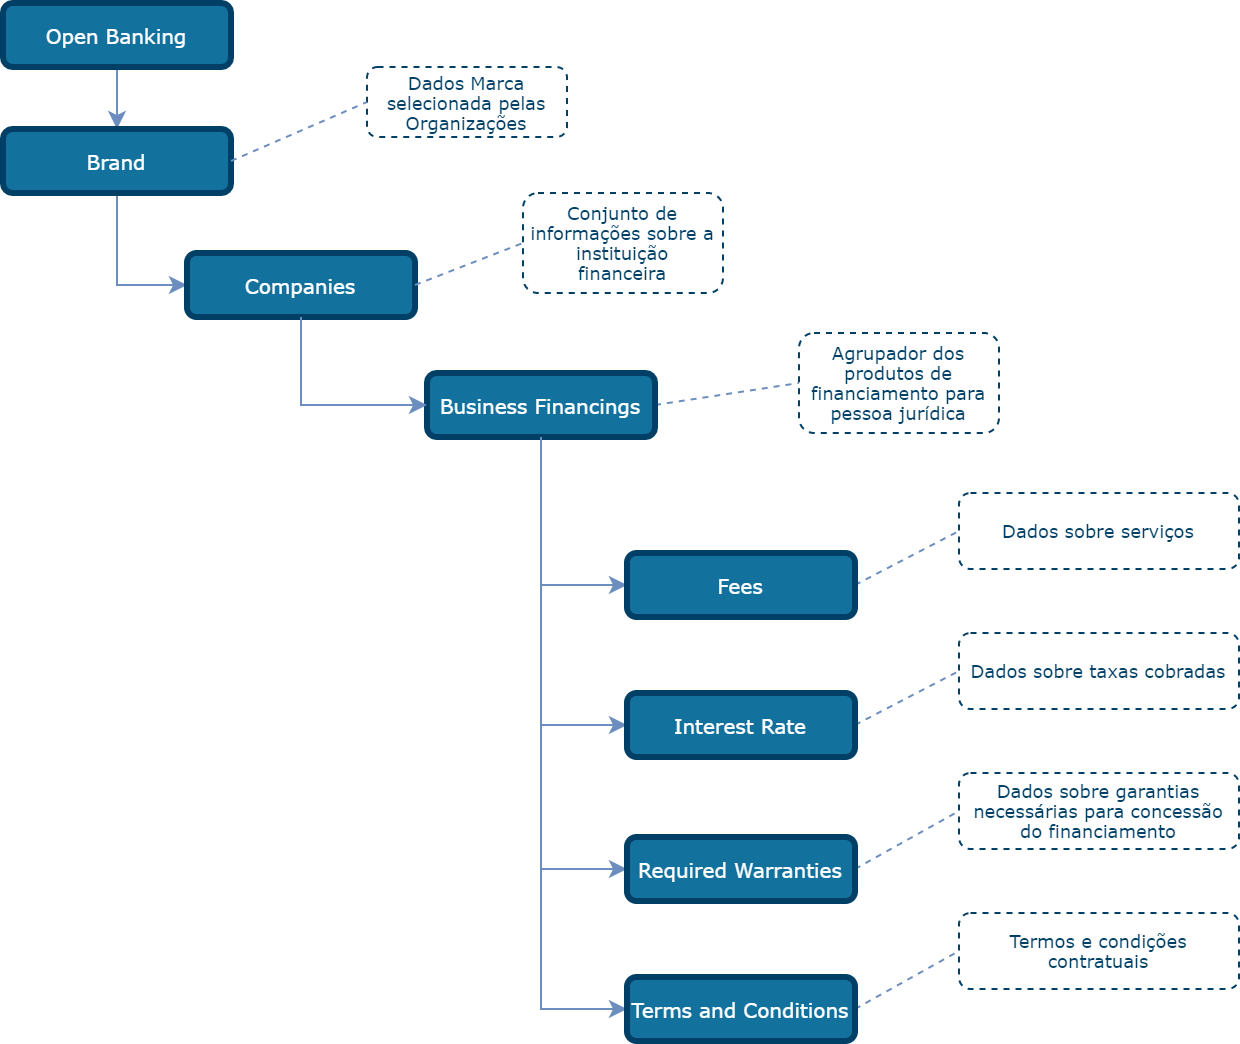 Open Banking
Dados Marca
selecionada pelas
Organizações
Brand
Conjunto de
informações sobre a
instituição
financeira
Companies
Agrupador dos
produtos de
financiamento para
pessoa jurídica
Business Financings
Dados sobre serviços
Fees
Dados sobre taxas cobradas
Interest Rate
Dados sobre garantias
necessárias para concessão
do financiamento
Required Warranties
Termos e condições
contratuais
Terms and Conditions